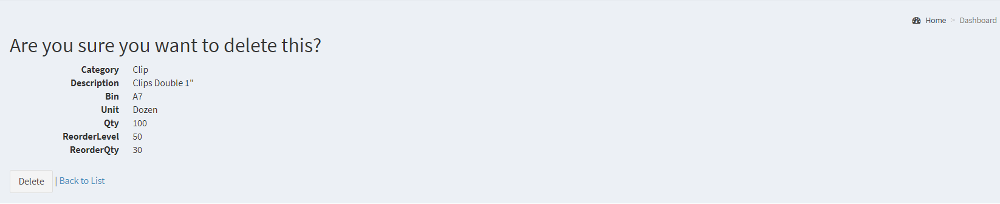 Home > Dashboard
Are you sure you want to delete this?
Category Clip
Description Clips Double 1"
Bin A7
Unit Dozen
Qty 100
ReorderLevel 50
ReorderQty 30
Delete | Back to List